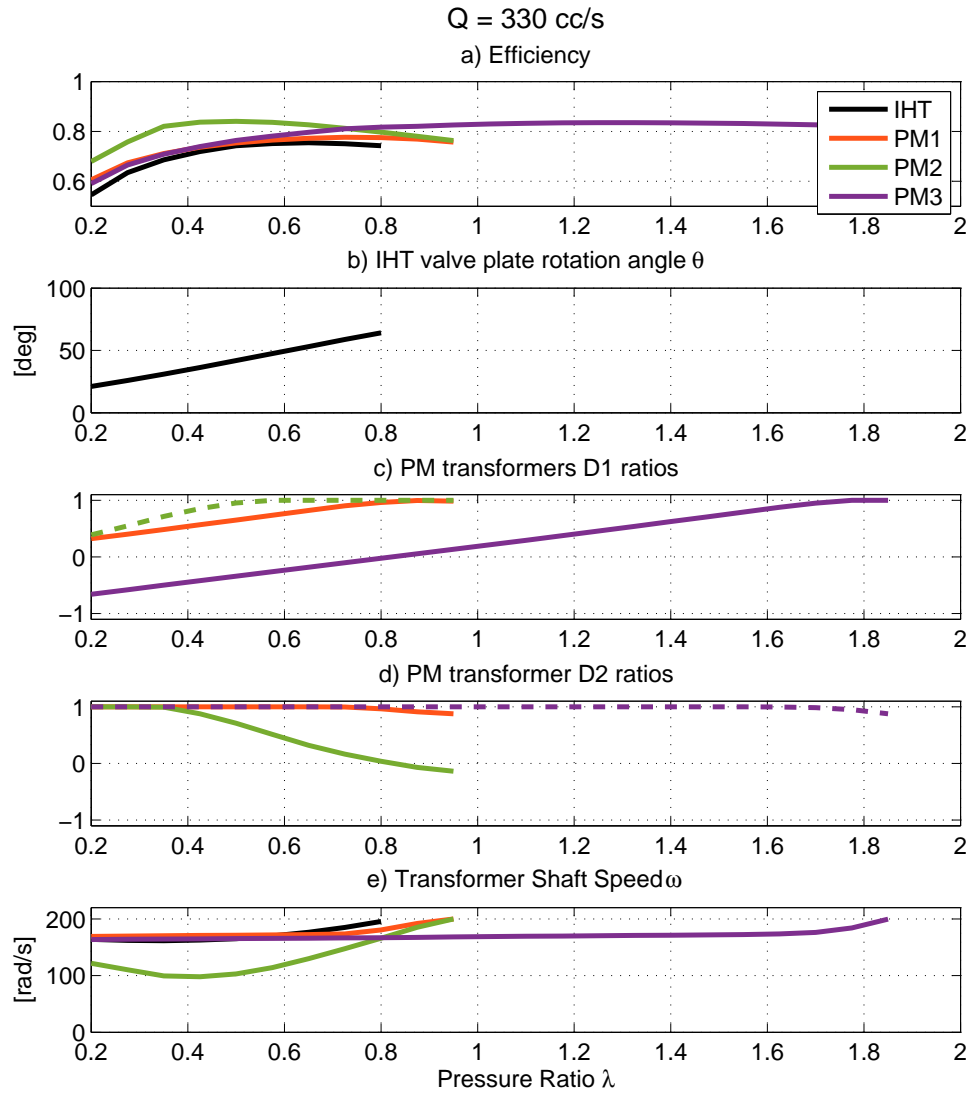 Q = 330 cc/s
a) Efficiency
1
0.8
0.6
IHT
PM1
PM2
PM3
0.2 0.4 0.6 0.8 1 1.2 1.4 1.6 1.8 2
b) IHT valve plate rotation angle θ
[deg]
100
50
0
0.2 0.4 0.6 0.8 1 1.2 1.4 1.6 1.8 2
c) PM transformers D1 ratios
1
0
−1
0.2 0.4 0.6 0.8 1 1.2 1.4 1.6 1.8 2
d) PM transformer D2 ratios
1
0
−1
0.2 0.4 0.6 0.8 1 1.2 1.4 1.6 1.8 2
e) Transformer Shaft Speed ω
[rad/s]
200
100
0
0.2 0.4 0.6 0.8 1 1.2 1.4 1.6 1.8 2
Pressure Ratio λ